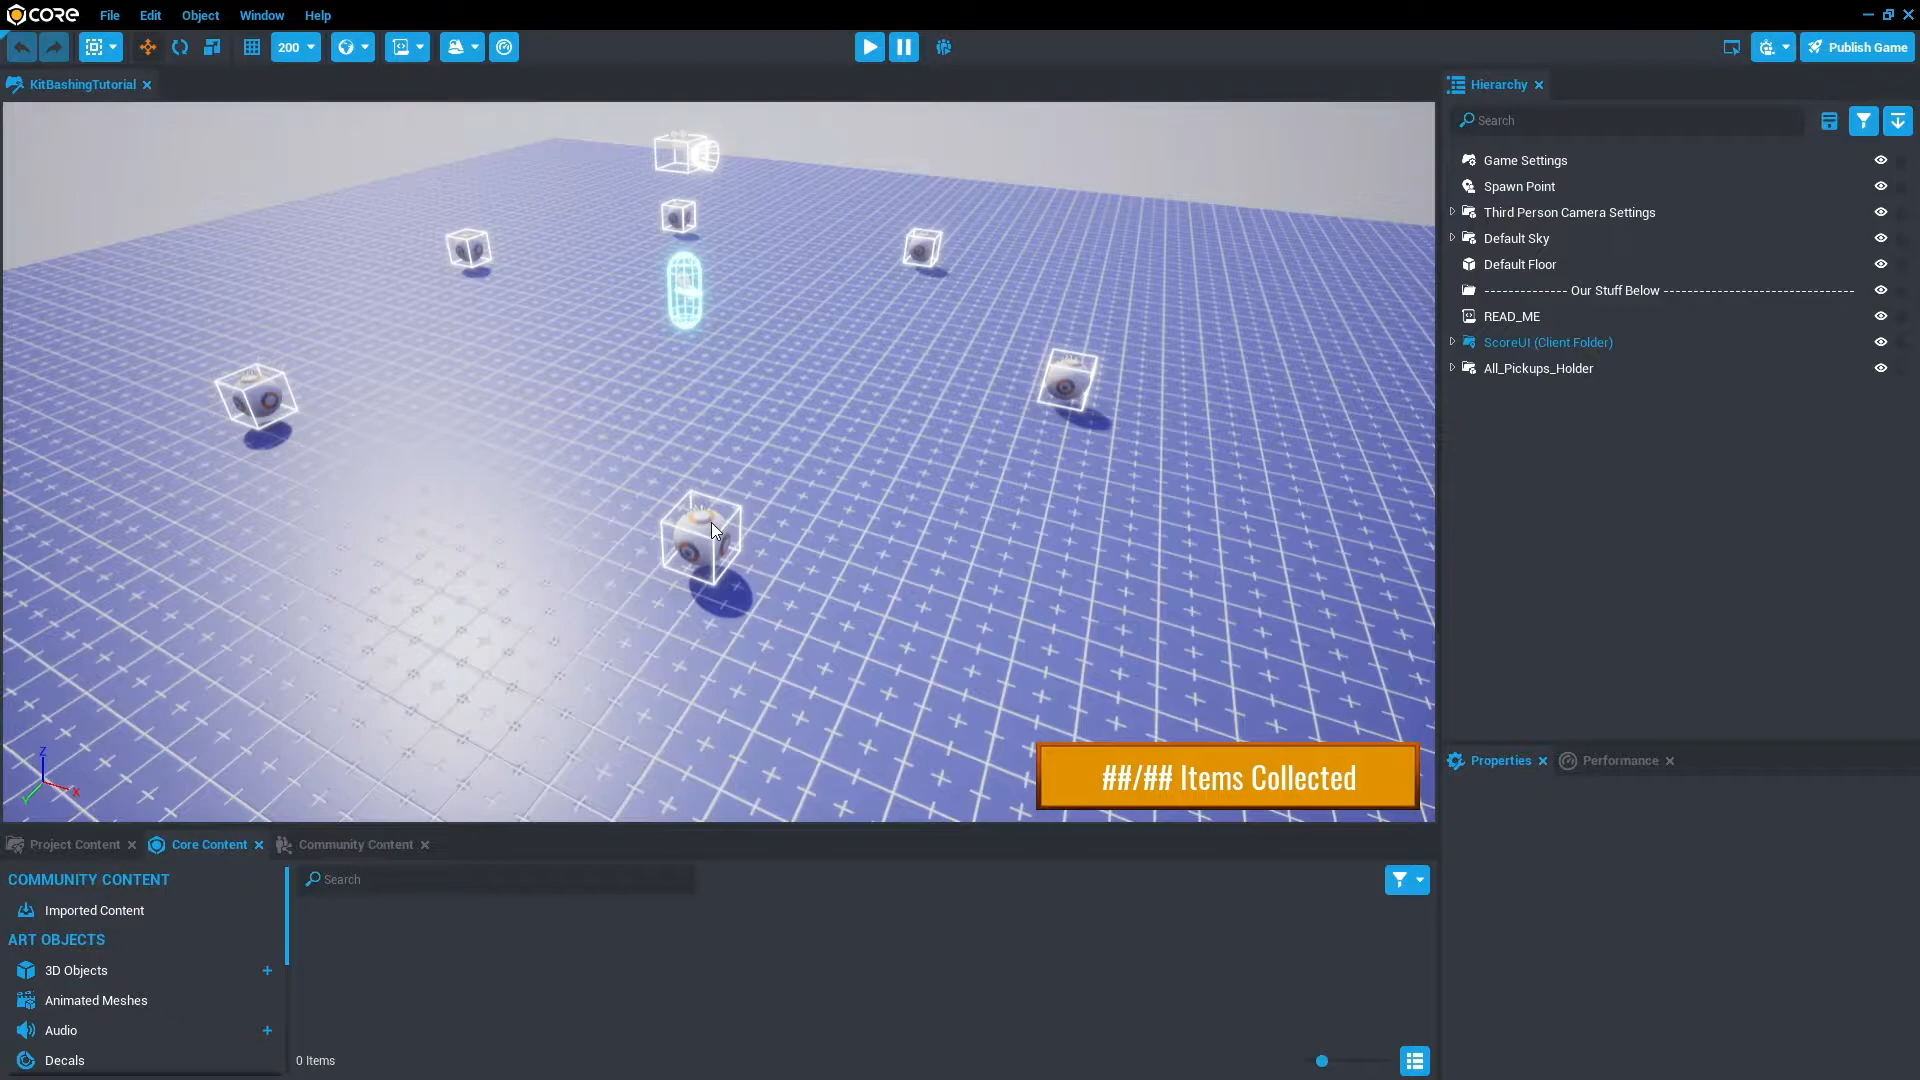 CORE File Edit Object Window Help
200 Publish Game
KitBashingTutorial
Hierarchy
Search
Game Settings
Spawn Point
Third Person Camera Settings
Default Sky
Default Floor
-------------- Our Stuff Below --------------------------------
READ_ME
ScoreUI (Client Folder)
All_Pickups_Holder
Z
X
Y
##/## Items Collected
Properties Performance
Project Content Core Content Community Content
COMMUNITY CONTENT
Search
Imported Content
ART OBJECTS
3D Objects
Animated Meshes
Audio
Decals
0 Items